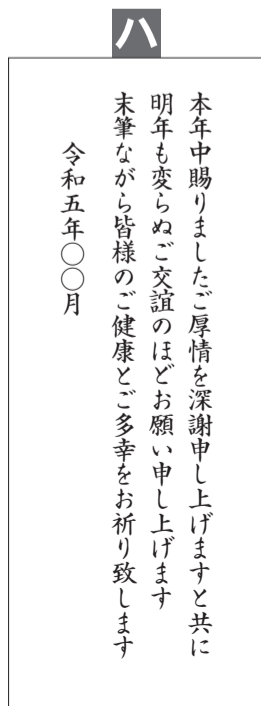 ハ
本年中賜りましたご厚情を深謝申し上げますと共に
明年も変らぬご交誼のほどお願い申し上げます
末筆ながら皆様のご健康とご多幸をお祈り致します
令和五年○○月